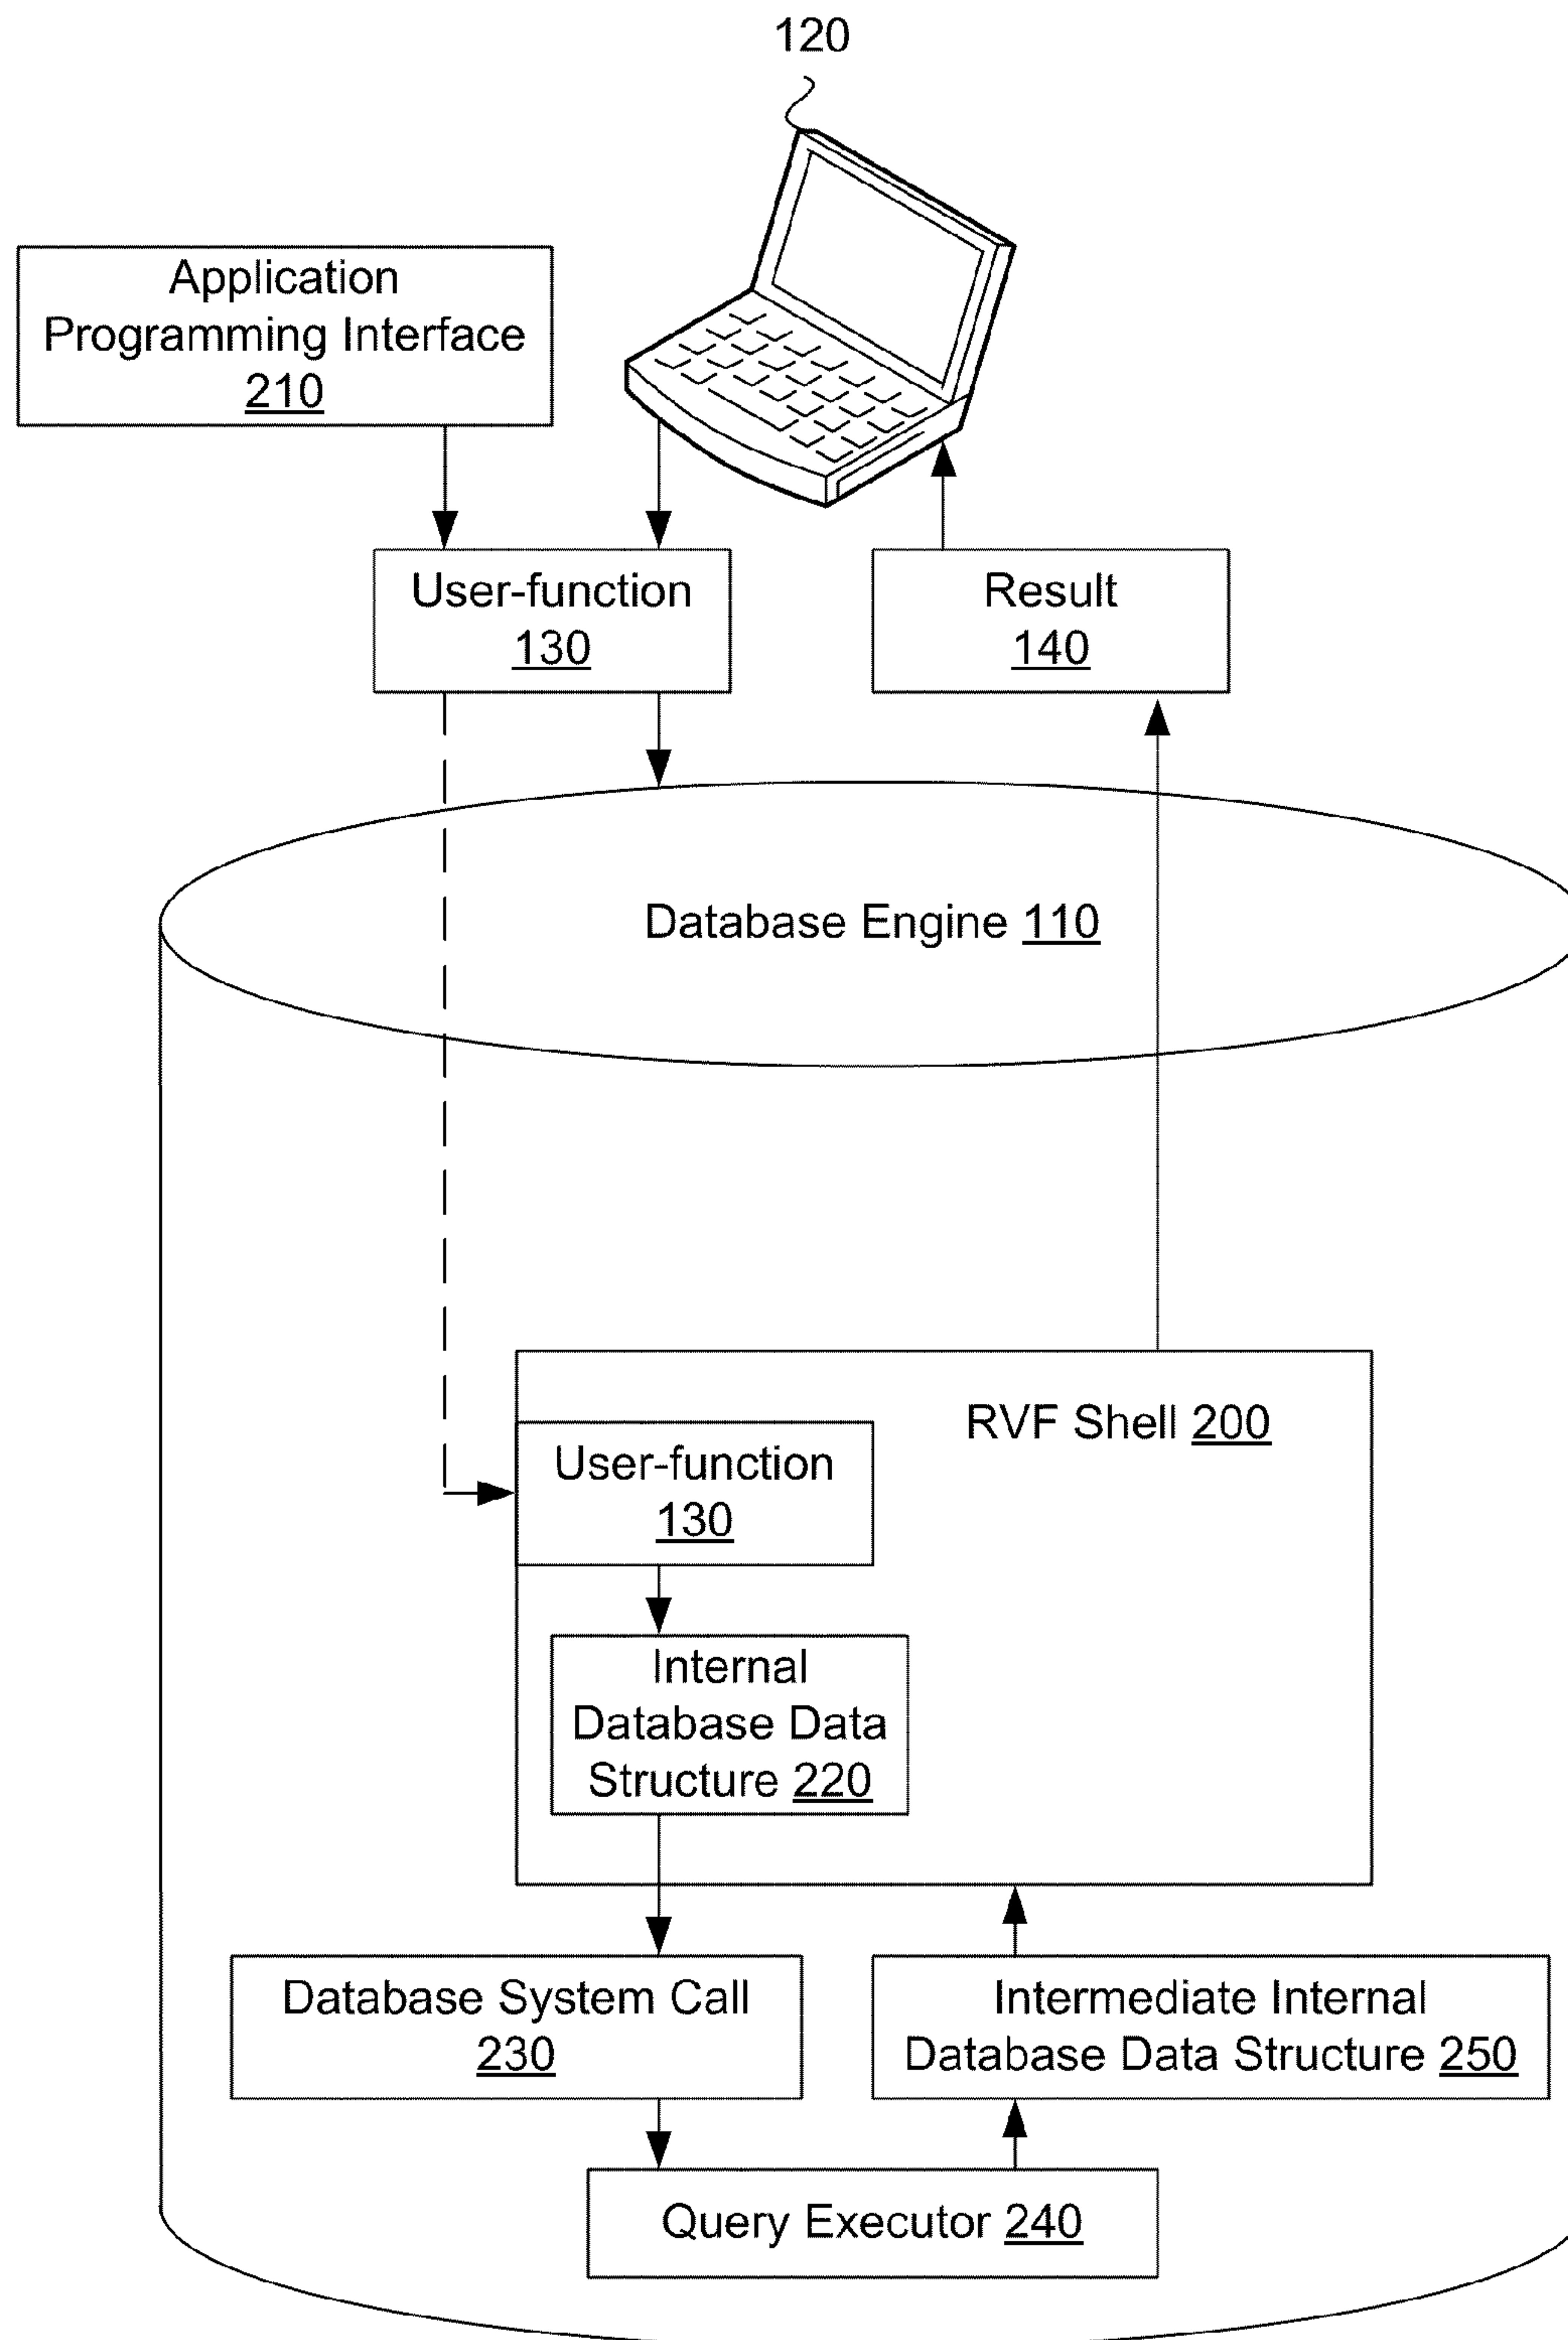 120
Application
Programming Interface
210
User-function
130
Result
140
Database Engine 110
RVF Shell 200
User-function
130
Internal
Database Data
Structure 220
Database System Call
230
Intermediate Internal
Database Data Structure 250
Query Executor 240